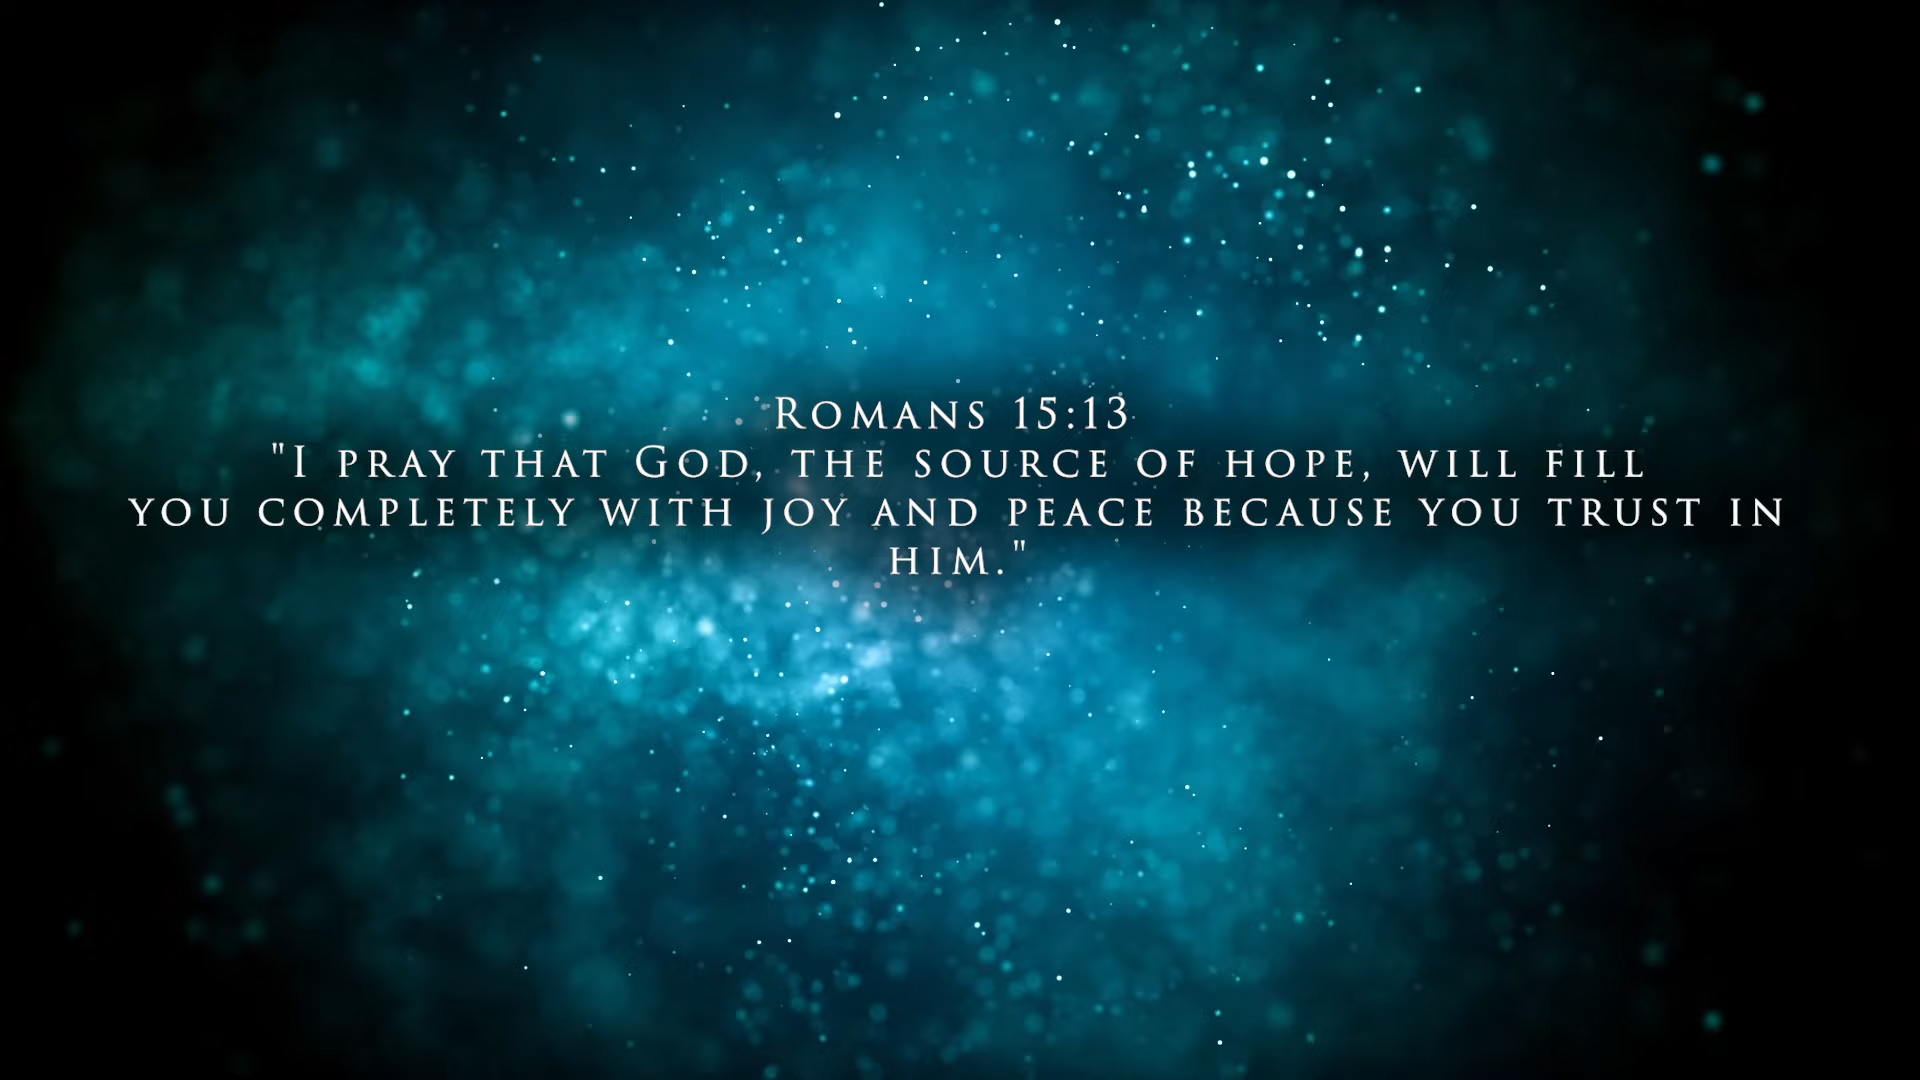 Romans 15:13
"I pray that God, the source of hope, will fill
you completely with joy and peace because you trust in
him."